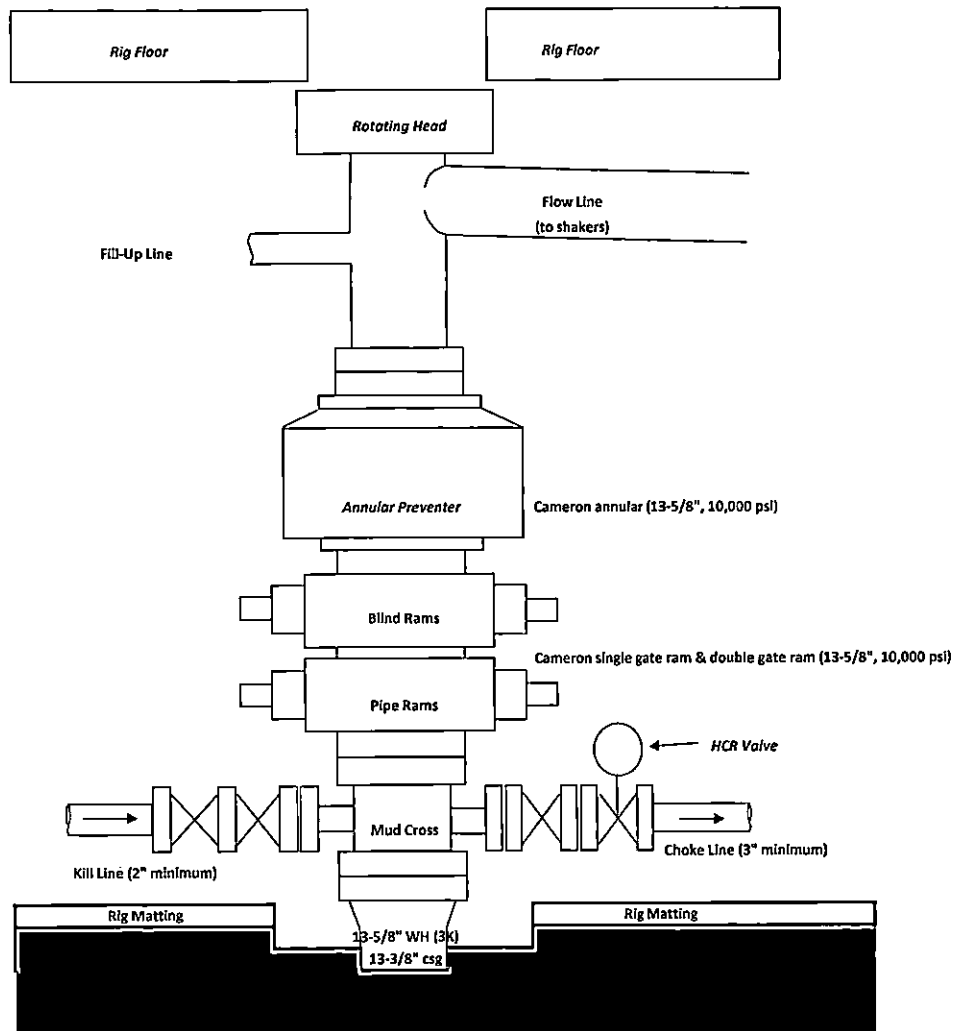 Rig Floor
Rig Floor
Rotating Head
Flow Line
(to shakers)
Fill-Up Line
Annular Preventer
Cameron annular (13-5/8", 10,000 psi)
Blind Rams
Cameron single gate ram & double gate ram (13-5/8", 10,000 psi)
Pipe Rams
HCR Valve
Mud Cross
Kill Line (2" minimum)
Choke Line (3" minimum)
Rig Matting
Rig Matting
13-5/8" WH (3K)
13-3/8" csg